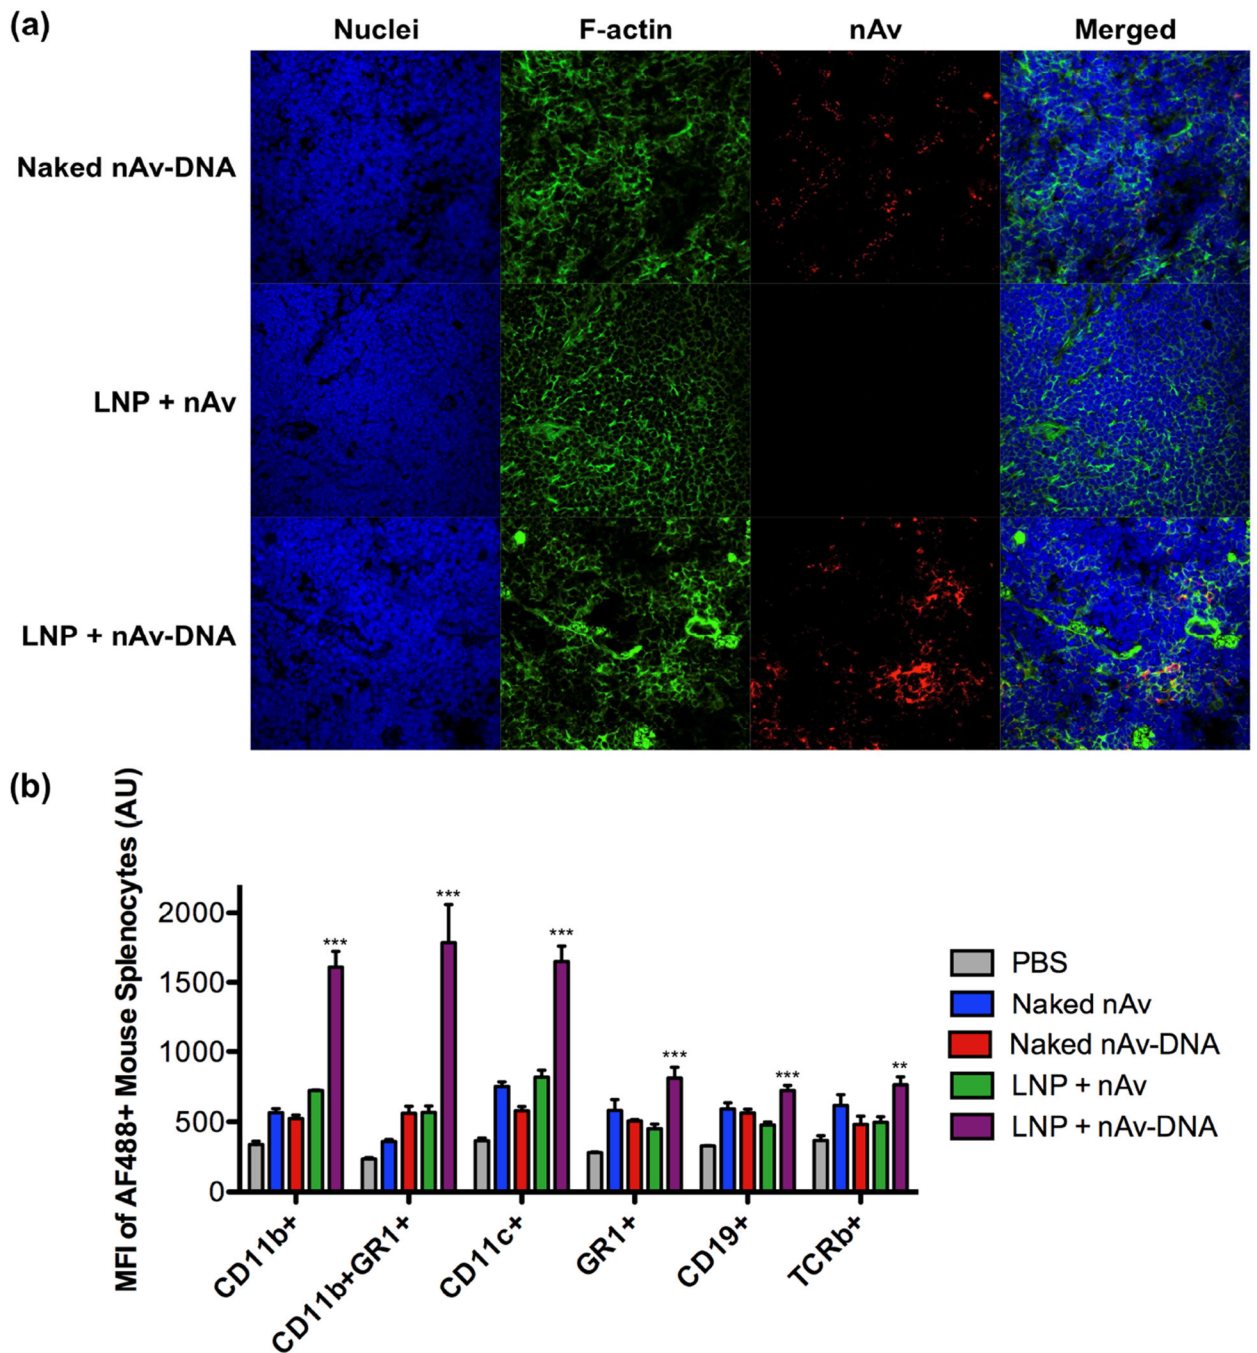 (a)
Nuclei F-actin nAv Merged
Naked nAv-DNA
LNP + nAv
LNP + nAv-DNA
(b)
MFI of AF488+ Mouse Splenocytes (AU)
2000
1500
1000
500
0
***
***
***
***
***
**
CD11b+
CD11b+GR1+
CD11c+
GR1+
CD19+
TCRb+
PBS
Naked nAv
Naked nAv-DNA
LNP + nAv
LNP + nAv-DNA